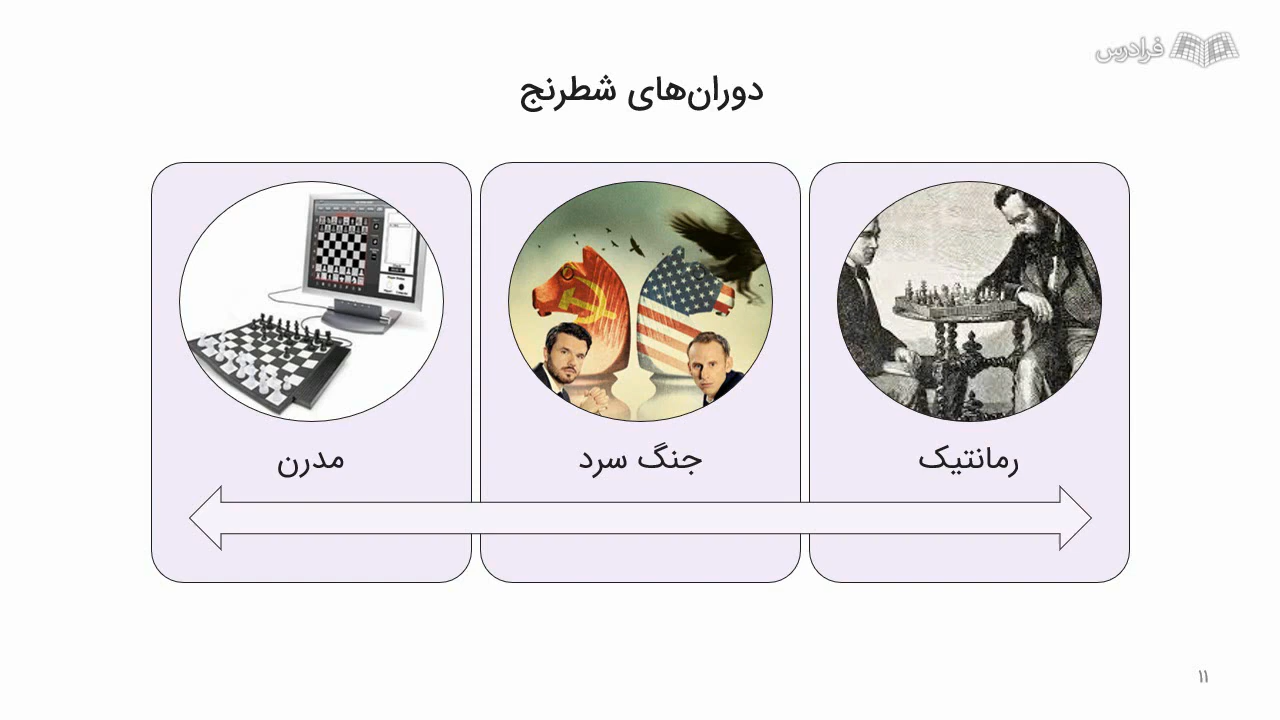 فرادرس
دوران‌های شطرنج
رمانتیک
جنگ سرد
مدرن
۱۱